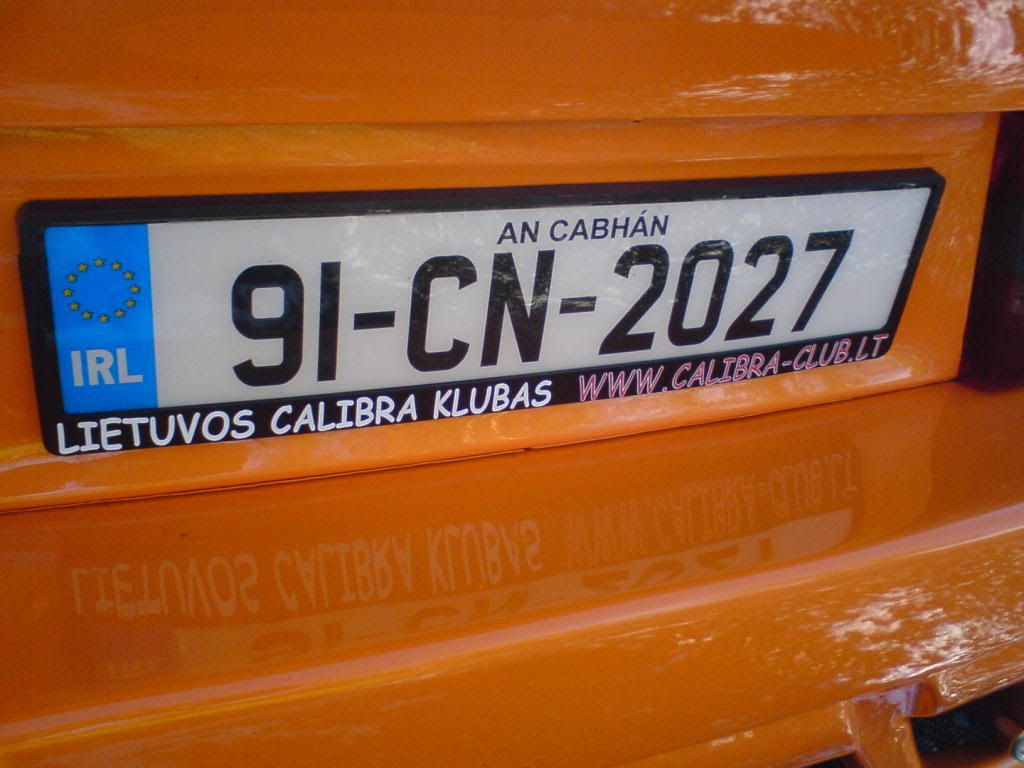 AN CABHÁN
IRL
91-CN-2027
LIETUVOS CALIBRA KLUBAS WWW.CALIBRA-CLUB.LT